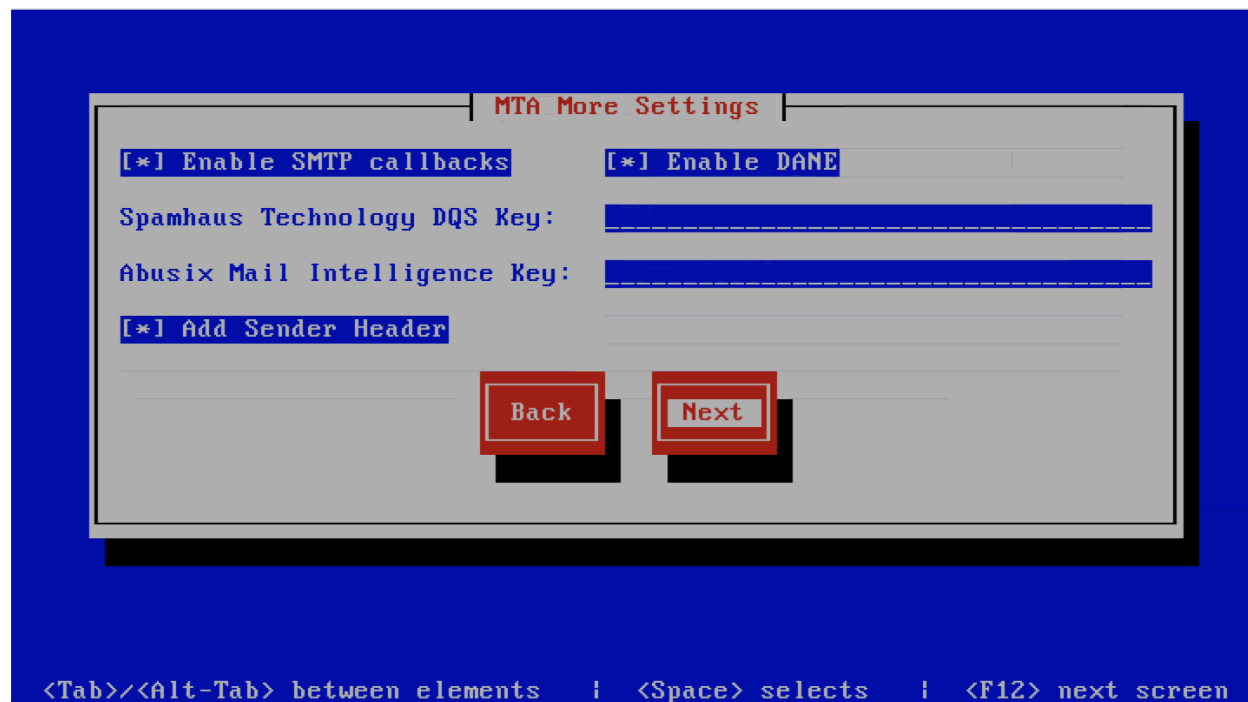 MTA More Settings
[*] Enable SMTP callbacks [*] Enable DANE
Spamhaus Technology DQS Key:
Abusix Mail Intelligence Key:
[*] Add Sender Header
Back Next
<Tab>/<Alt-Tab> between elements | <Space> selects | <F12> next screen